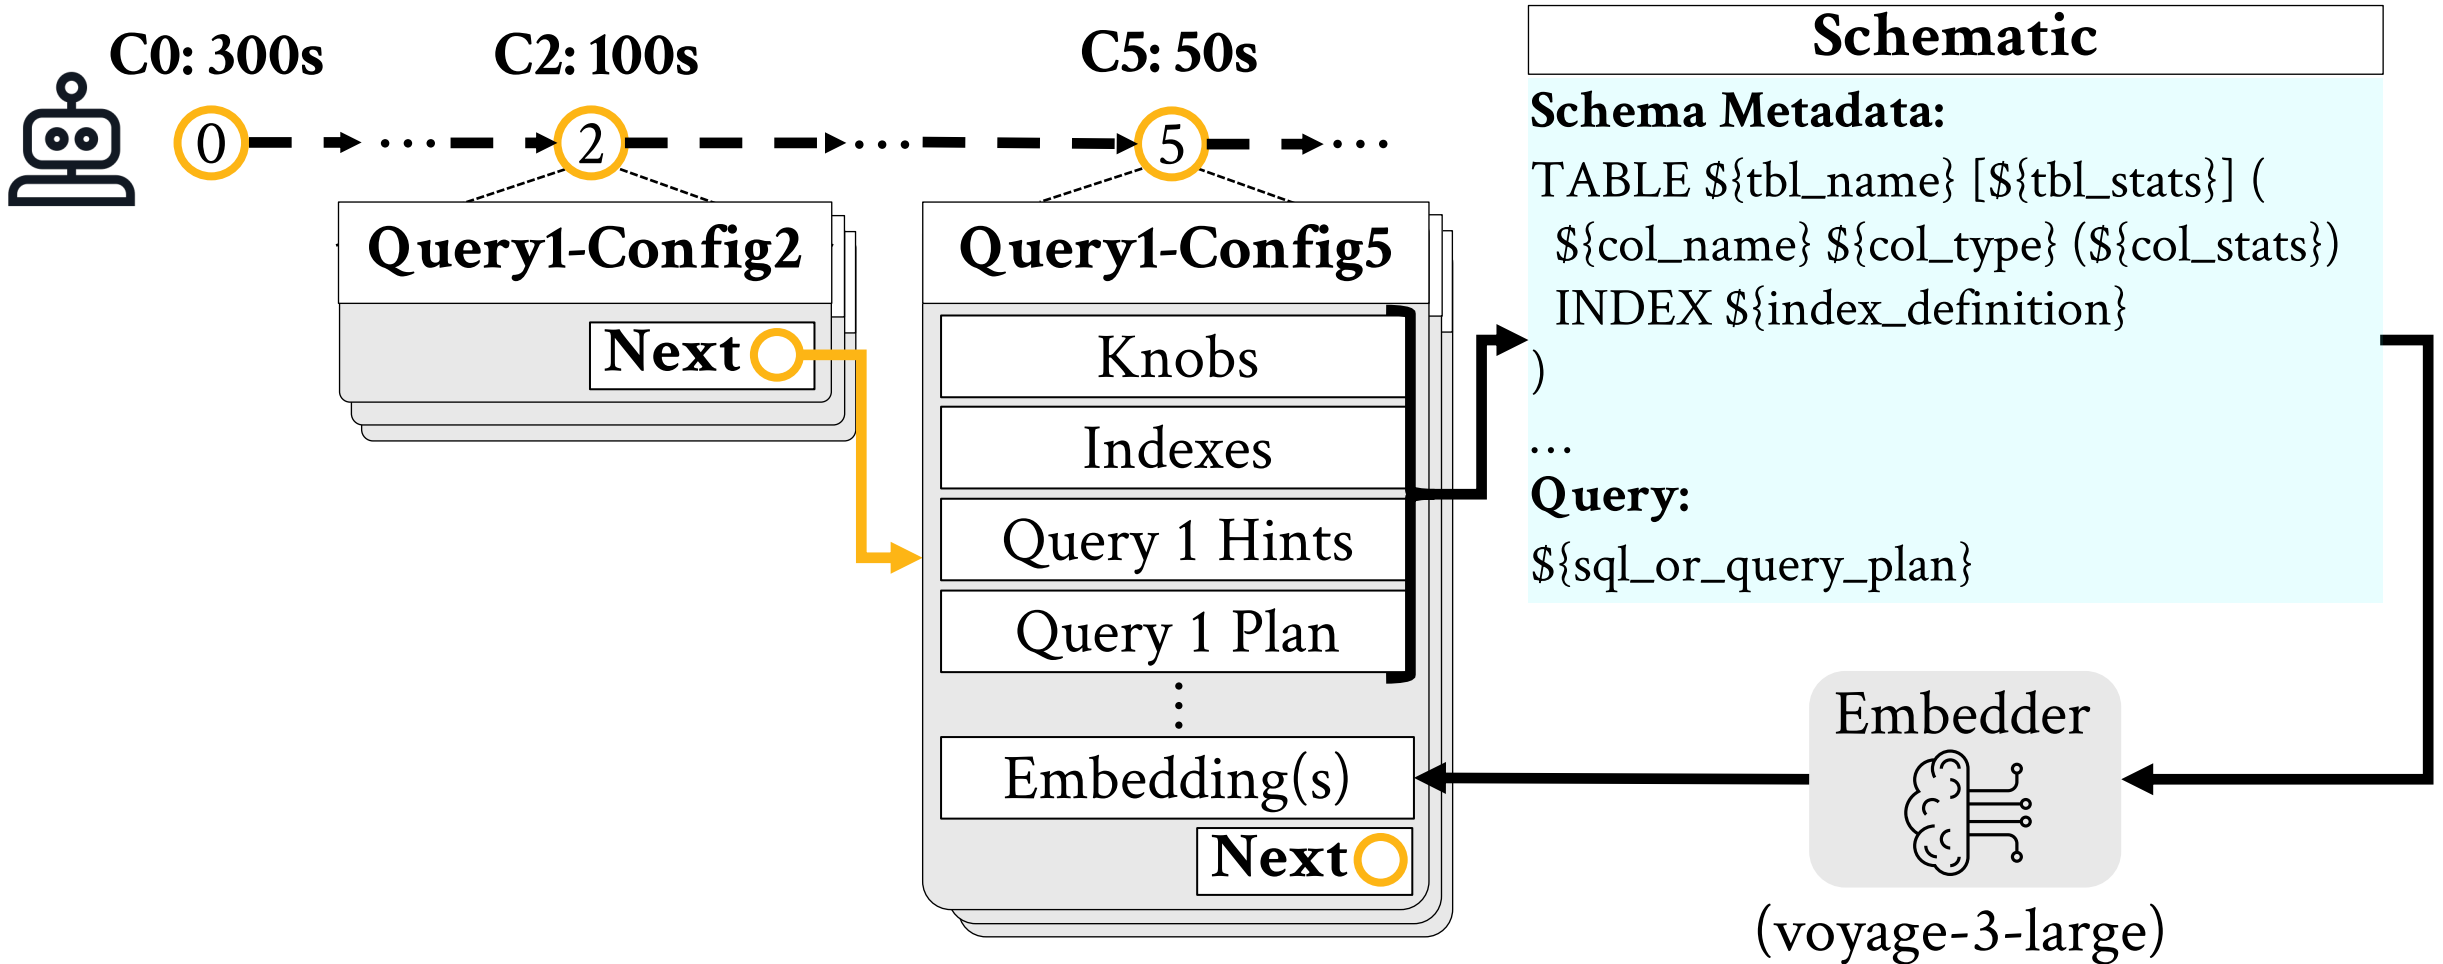 C0: 300s
C2: 100s
C5: 50s
0
...
2
...
5
...
Query1-Config2
Next
Query1-Config5
Knobs
Indexes
Query 1 Hints
Query 1 Plan
⋮
Embedding(s)
Next
Schematic
Schema Metadata:
TABLE ${tbl_name} [${tbl_stats}] (
${col_name} ${col_type} (${col_stats})
INDEX ${index_definition}
)
...
Query:
${sql_or_query_plan}
Embedder
(voyage-3-large)